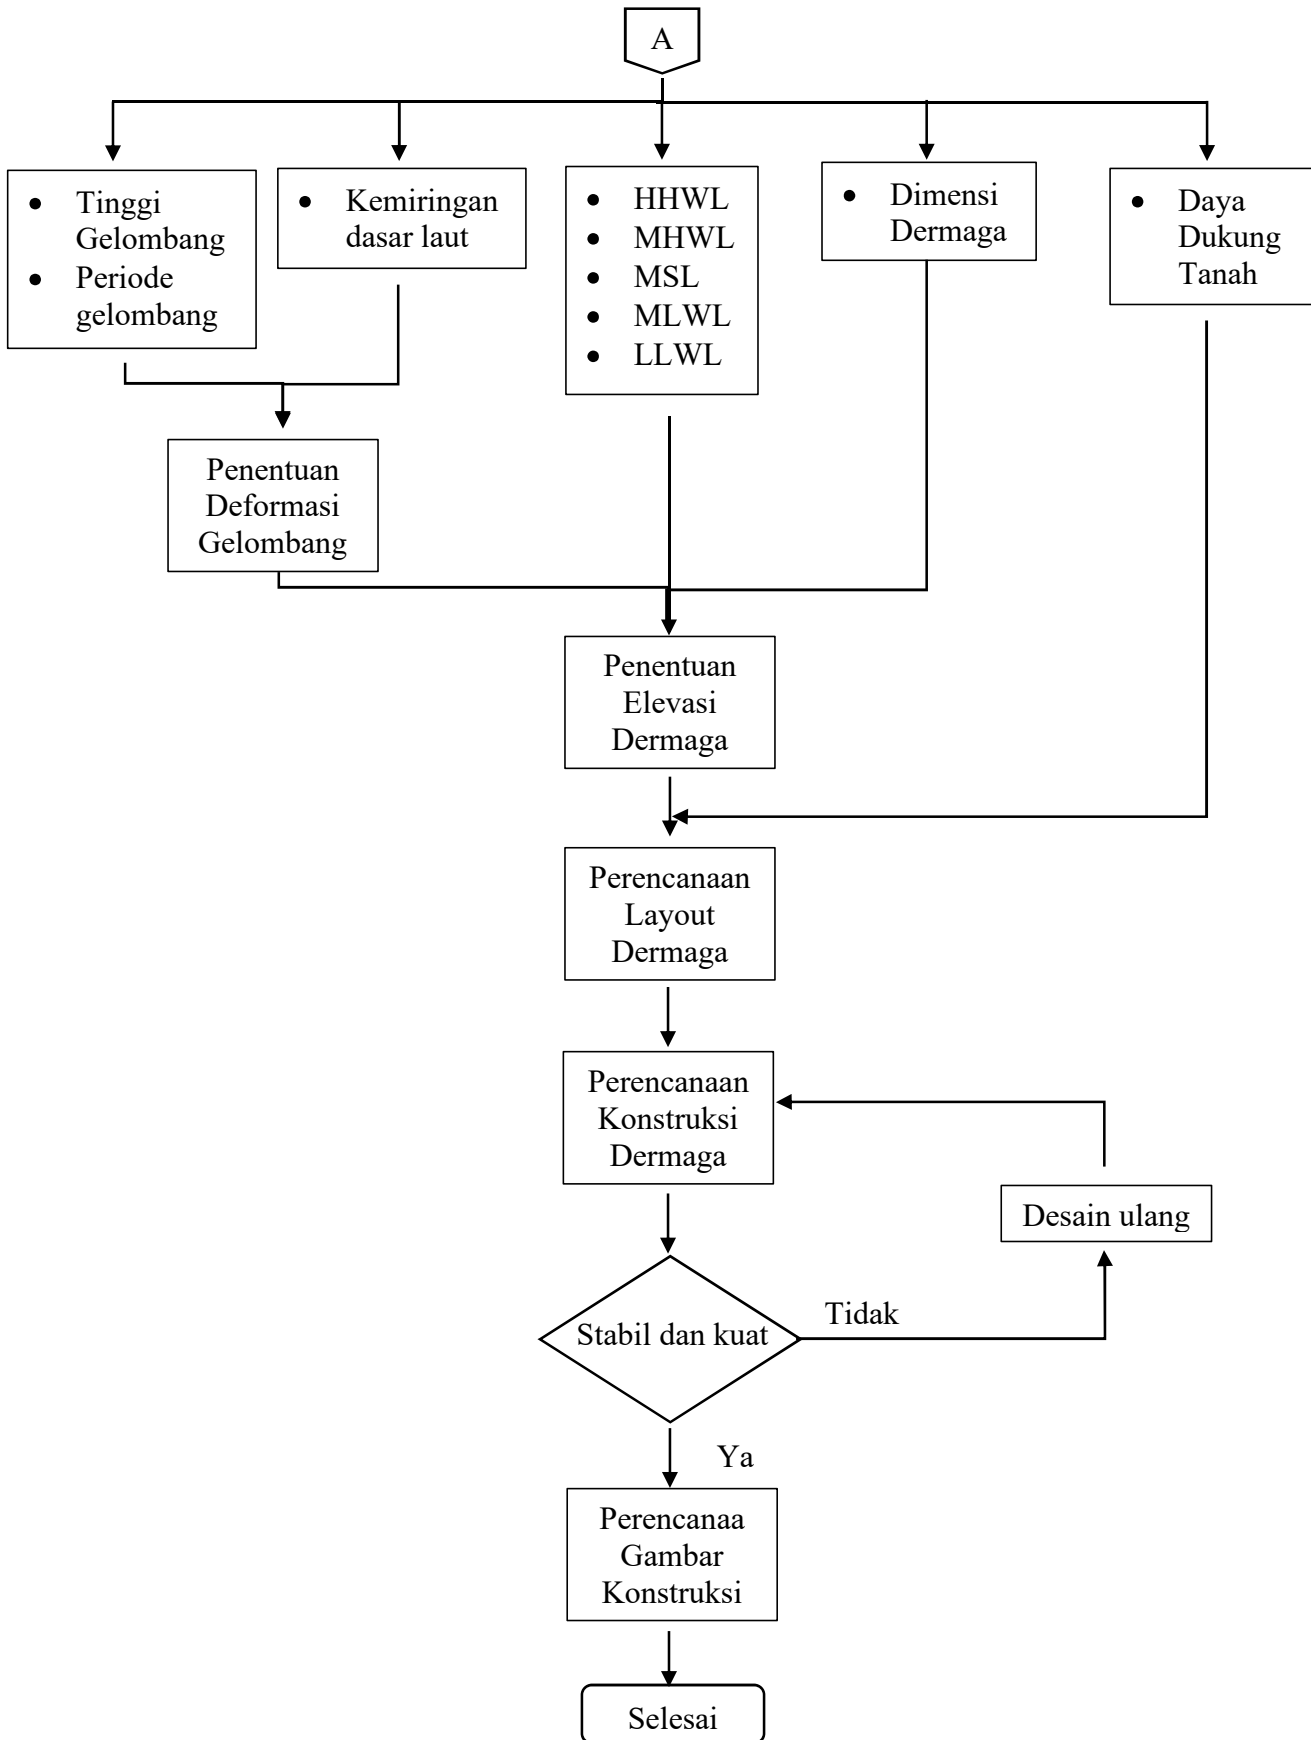 A
• Tinggi
Gelombang
• Periode
gelombang
• Kemiringan
dasar laut
• HHWL
• MHWL
• MSL
• MLWL
• LLWL
• Dimensi
Dermaga
• Daya
Dukung
Tanah
Penentuan
Deformasi
Gelombang
Penentuan
Elevasi
Dermaga
Perencanaan
Layout
Dermaga
Perencanaan
Konstruksi
Dermaga
Desain ulang
Stabil dan kuat
Tidak
Ya
Perencanaa
Gambar
Konstruksi
Selesai